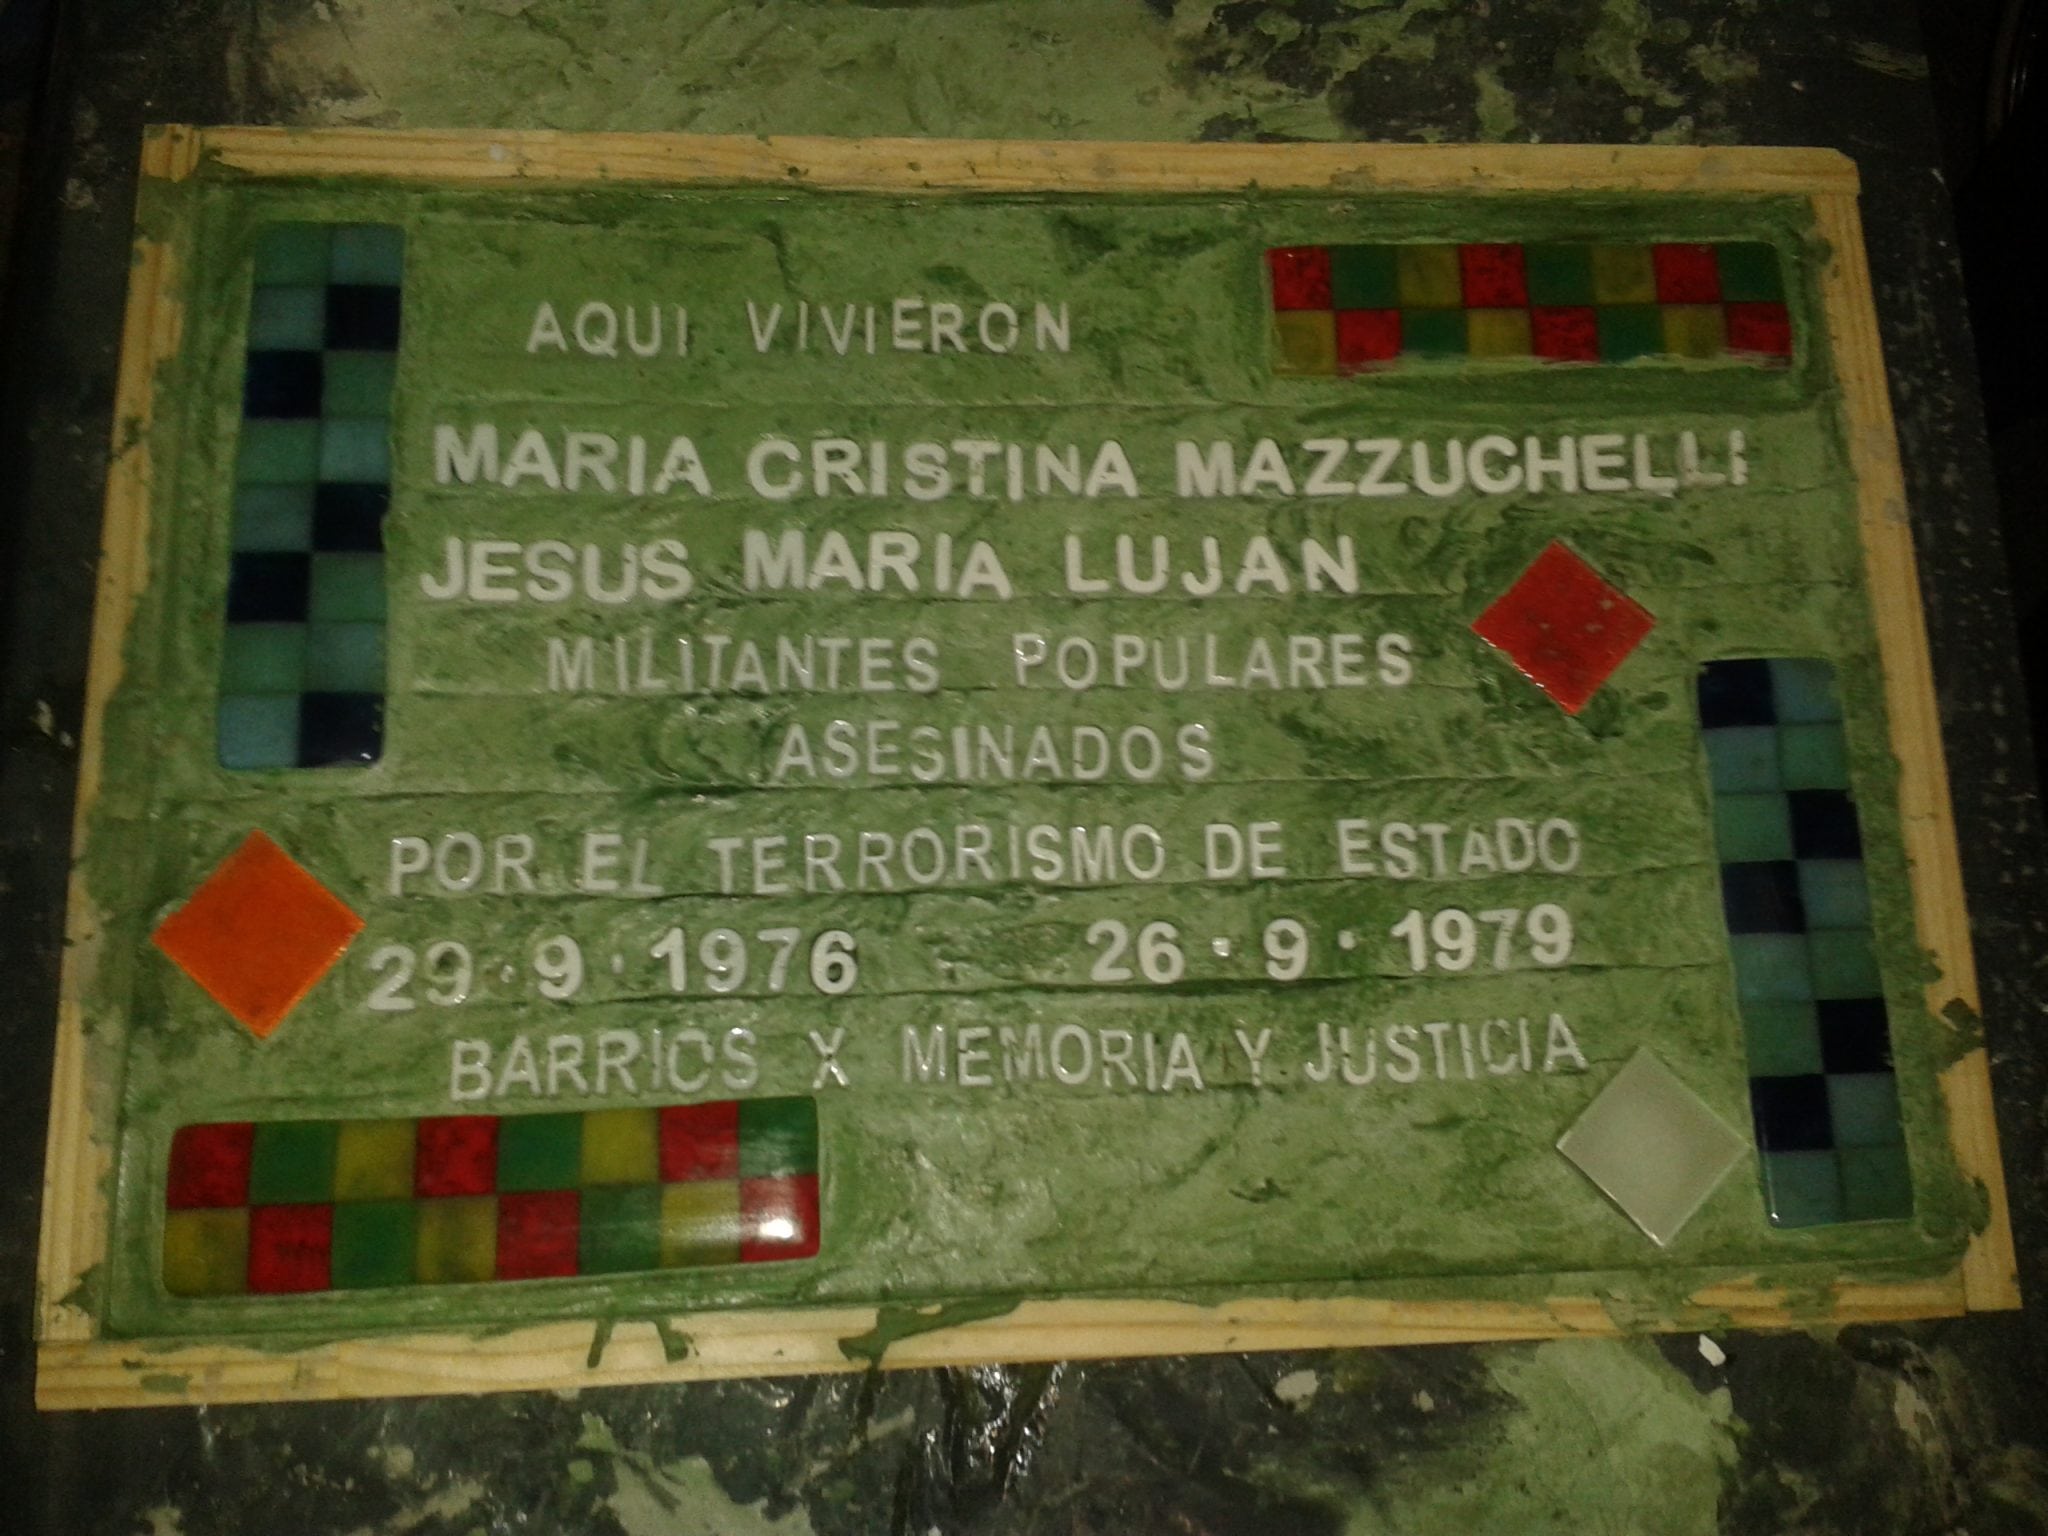 AQUI VIVIERON
MARIA CRISTINA MAZZUCHELLI
JESUS MARIA LUJAN
MILITANTES POPULARES
ASESINADOS
POR EL TERRORISMO DE ESTADO
29·9·1976 26·9·1979
BARRIOS X MEMORIA Y JUSTICIA